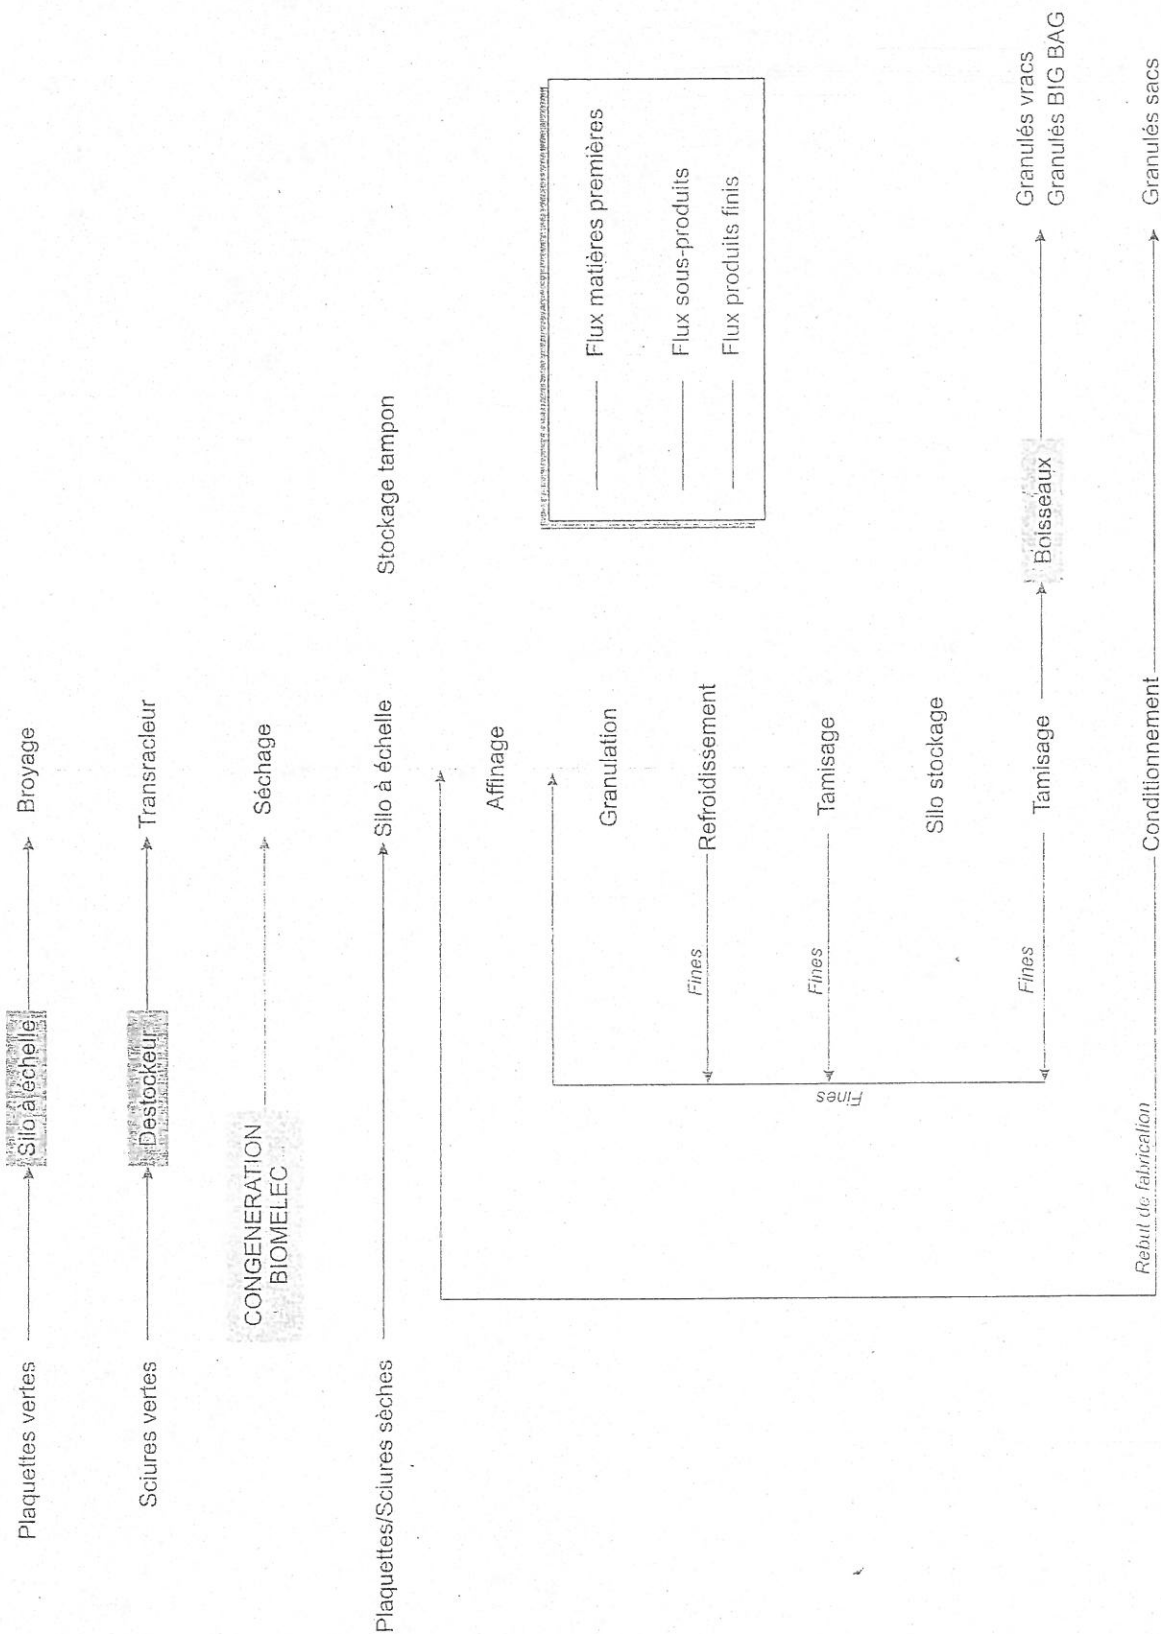 Plaquettes vertes
Silo à échelle
Broyage
Sciures vertes
Destockeur
Transracleur
CONGENERATION
BIOMELEC
Séchage
Plaquettes/Sciures sèches
Silo à échelle
Stockage tampon
Affinage
Granulation
Fines
Refroidissement
Fines
Tamisage
Fines
Silo stockage
Fines
Tamisage
Boisseaux
Granulés vracs
Granulés BIG BAG
Rebut de fabrication
Conditionnement
Granulés sacs
Flux matières premières
Flux sous-produits
Flux produits finis